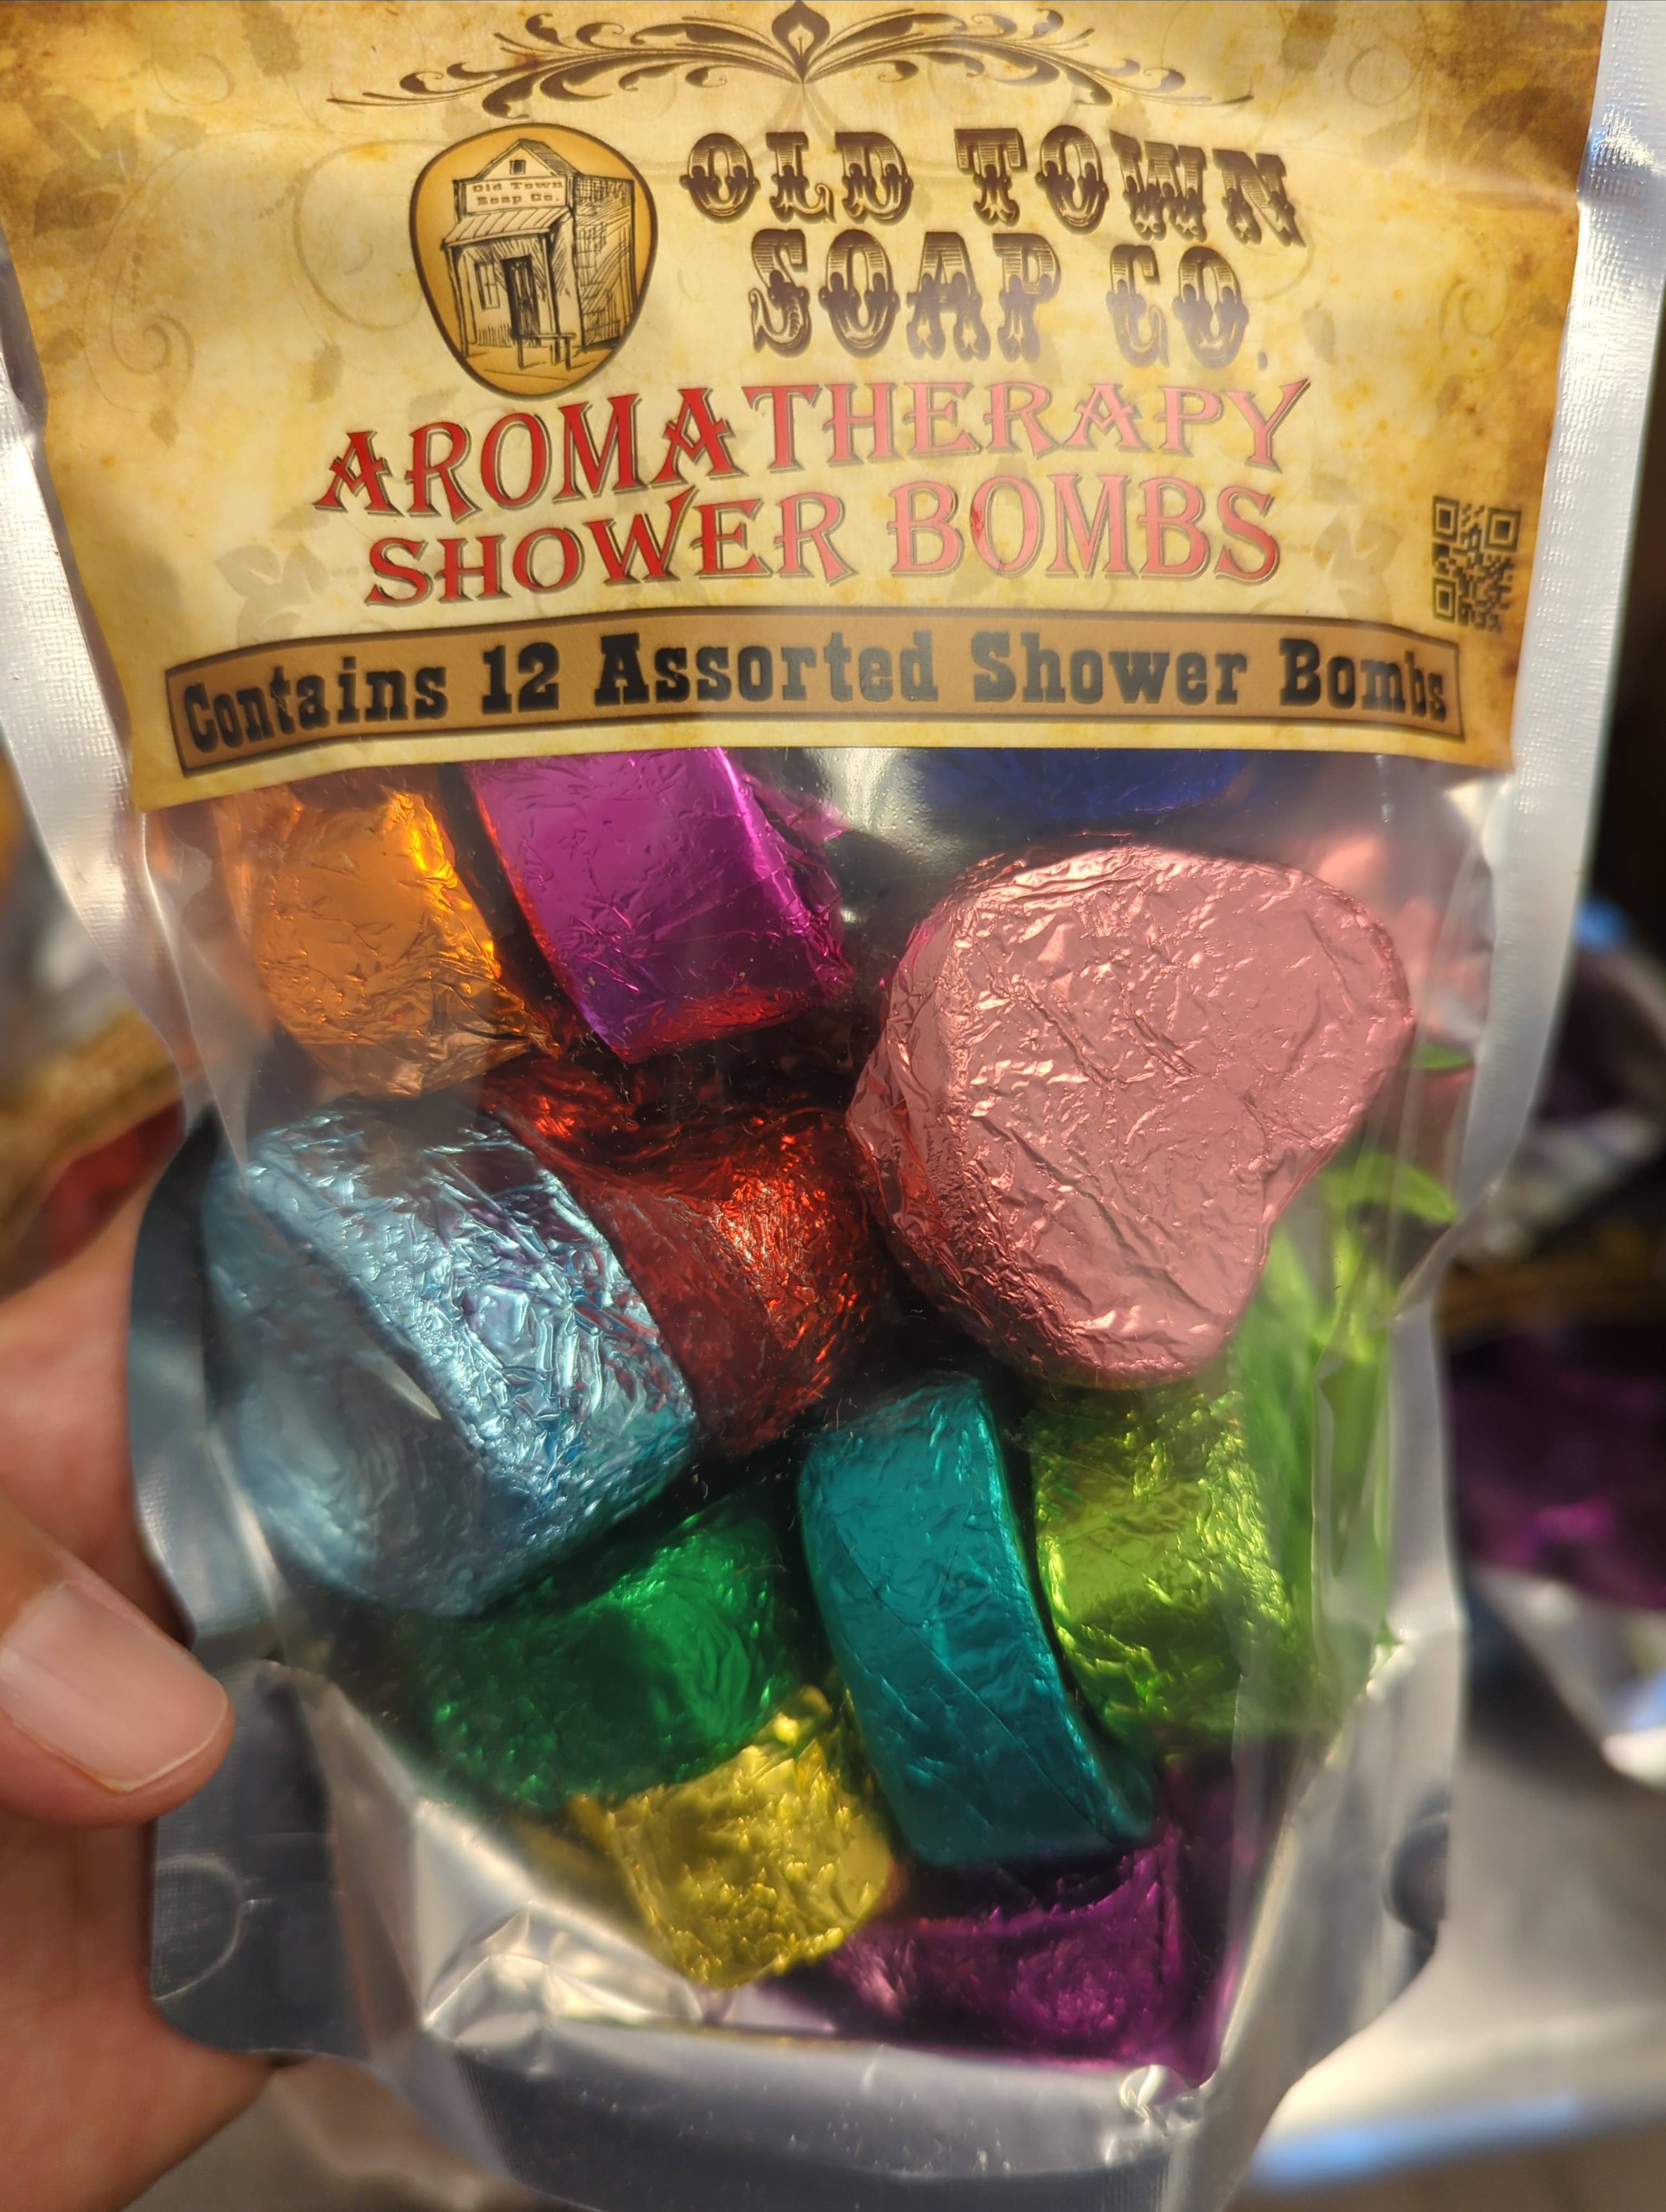 Old Town
Soap Co.
OLD TOWN
SOAP CO.
AROMATHERAPY
SHOWER BOMBS
Contains 12 Assorted Shower Bombs